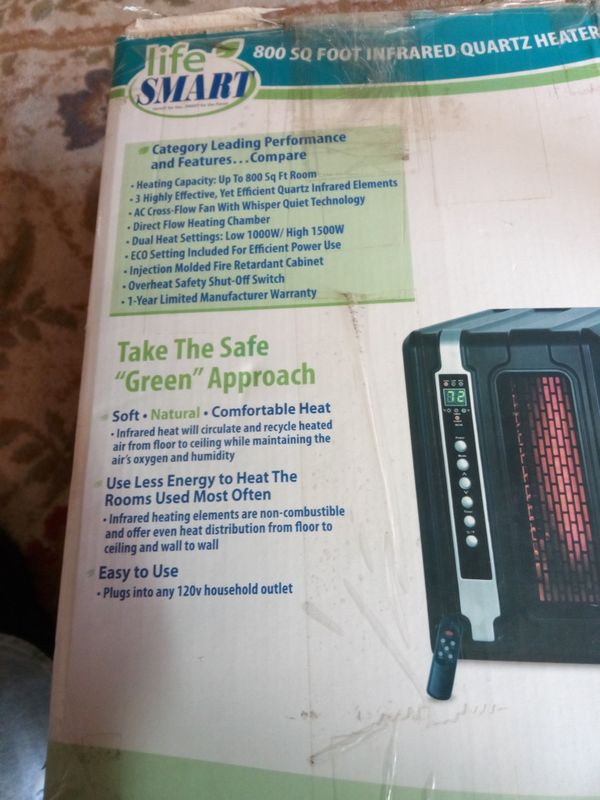 life
SMART
800 SQ FOOT INFRARED QUARTZ HEATER
Category Leading Performance
and Features...Compare
• Heating Capacity: Up To 800 Sq Ft Room
• 3 Highly Effective, Yet Efficient Quartz Infrared Elements
• AC Cross-Flow Fan With Whisper Quiet Technology
• Direct Flow Heating Chamber
• Dual Heat Settings: Low 1000W/ High 1500W
• ECO Setting Included For Efficient Power Use
• Injection Molded Fire Retardant Cabinet
• Overheat Safety Shut-Off Switch
• 1-Year Limited Manufacturer Warranty
Take The Safe
"Green" Approach
Soft • Natural • Comfortable Heat
• Infrared heat will circulate and recycle heated
air from floor to ceiling while maintaining the
air's oxygen and humidity
Use Less Energy to Heat The
Rooms Used Most Often
• Infrared heating elements are non-combustible
and offer even heat distribution from floor to
ceiling and wall to wall
Easy to Use
• Plugs into any 120v household outlet
72